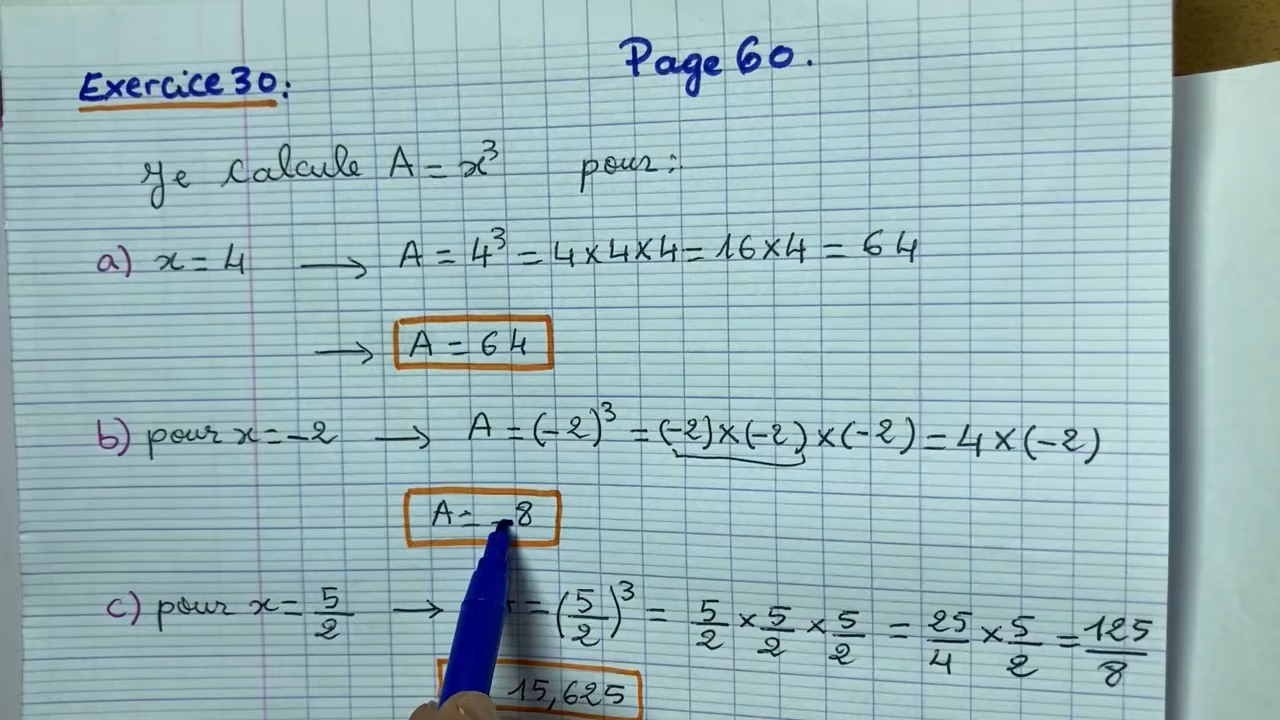 Page 60.
Exercice 30:
Je calcule A = x³ pour:
a) x = 4 → A = 4³ = 4×4×4 = 16×4 = 64
→ A = 64
b) pour x = -2 → A = (-2)³ = (-2)×(-2)×(-2) = 4×(-2)
A = -8
c) pour x = 5/2 → = (5/2)³ = 5/2 × 5/2 × 5/2 = 25/4 × 5/2 = 125/8
15,625